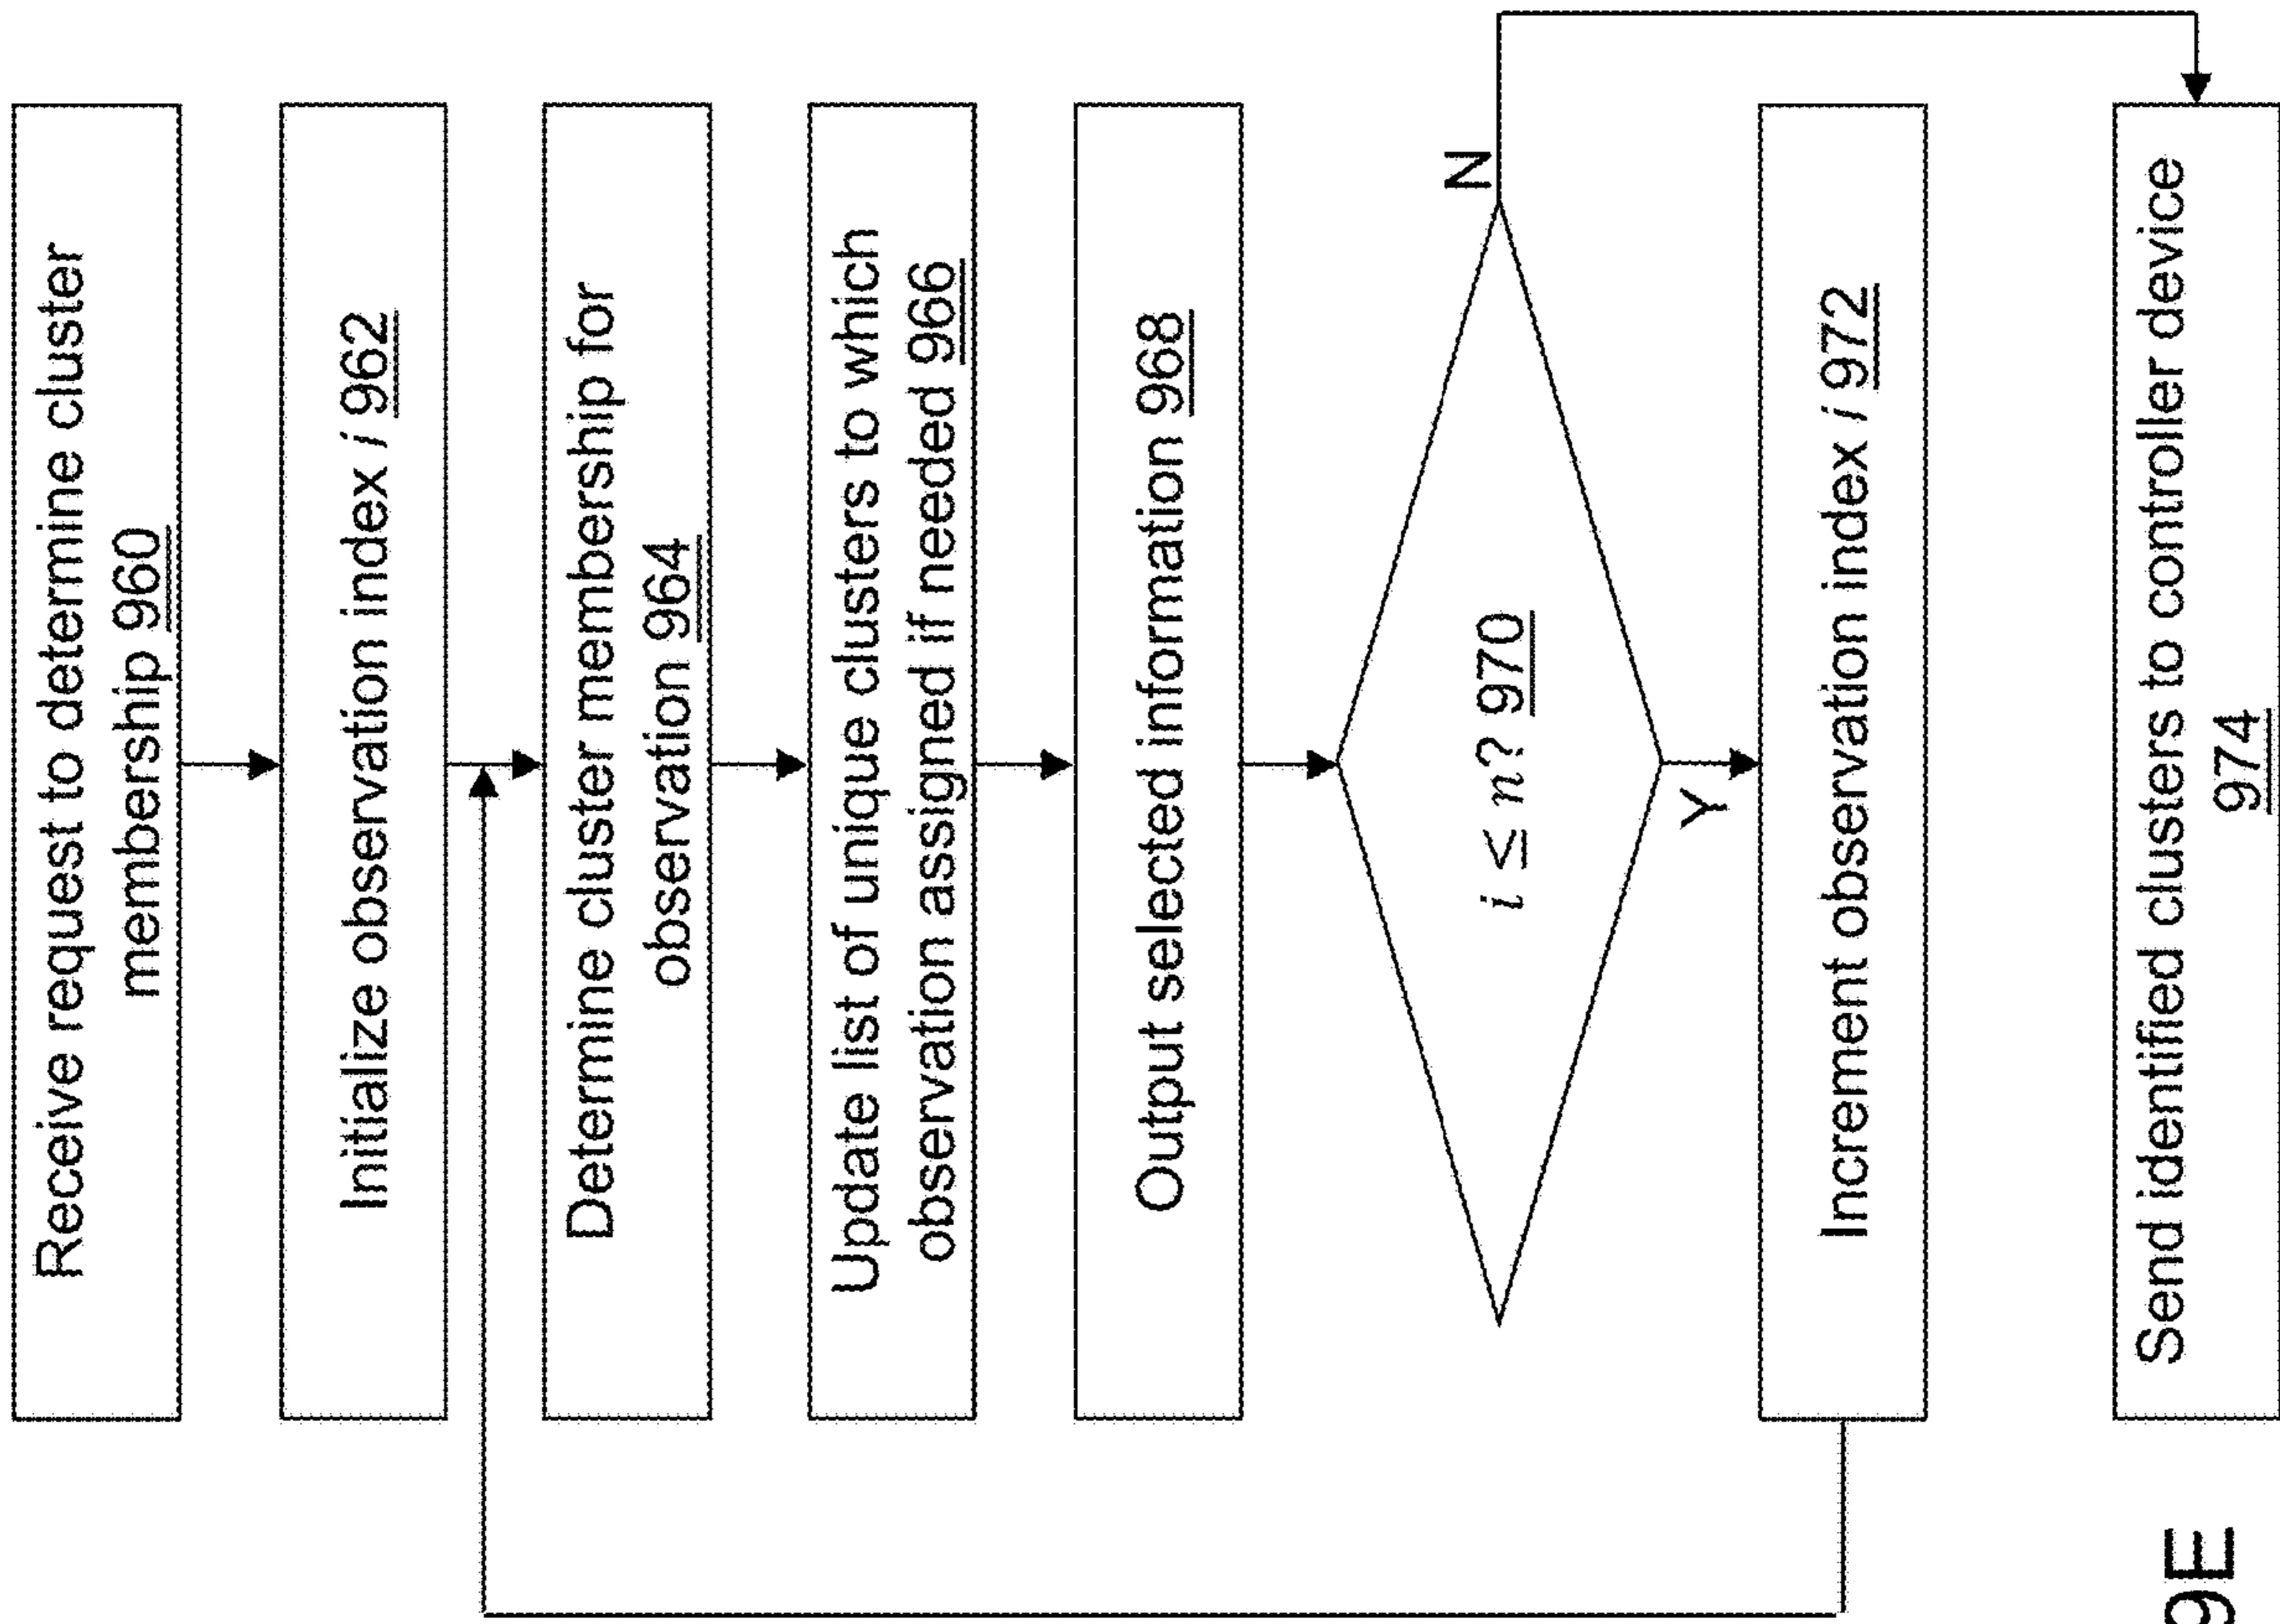 Receive request to determine cluster
membership 960
Initialize observation index i 962
Determine cluster membership for
observation 964
Update list of unique clusters to which
observation assigned if needed 966
Output selected information 968
i ≤ n? 970
N
Y
Increment observation index i 972
Send identified clusters to controller device
974
9E